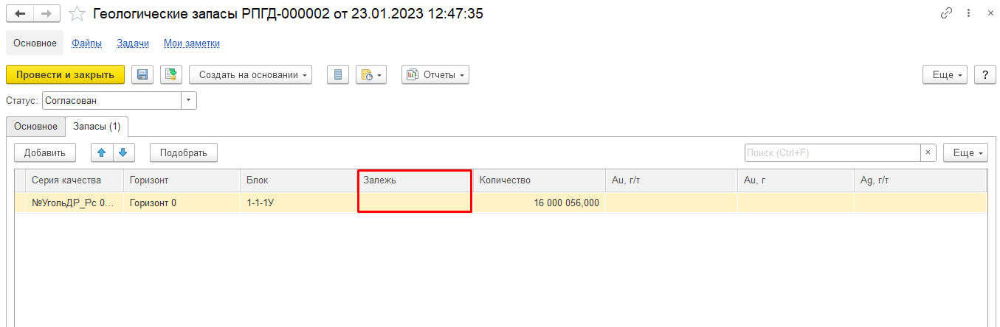 Геологические запасы РПГД-000002 от 23.01.2023 12:47:35
Основное Файлы Задачи Мои заметки
Провести и закрыть Создать на основании Отчеты Еще ?
Статус: Согласован
Основное Запасы (1)
Добавить Подобрать Поиск (Ctrl+F) × Еще
Серия качества Горизонт Блок Залежь Количество Au, г/т Au, г Ag, г/т
№УгольДР_Рс 0... Горизонт 0 1-1-1У 16 000 056,000